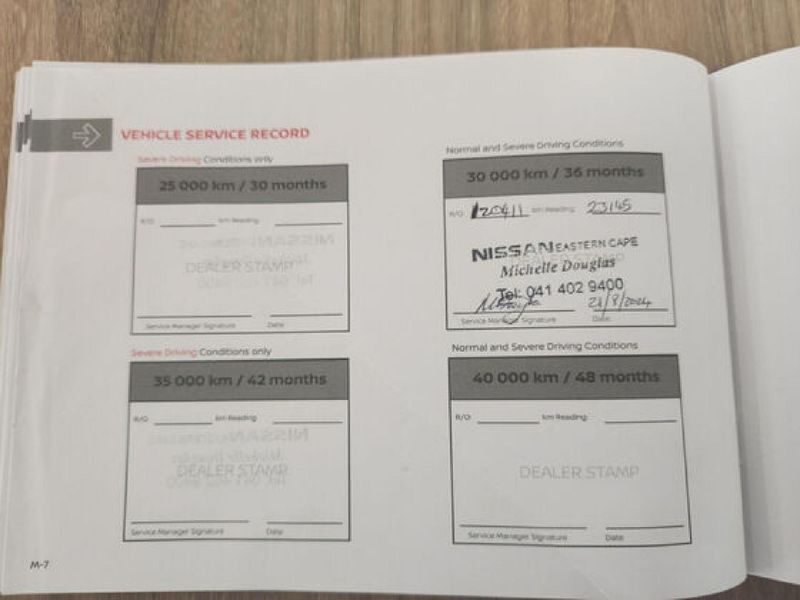 VEHICLE SERVICE RECORD
Severe Driving Conditions only
25 000 km / 30 months
R/O km Reading:
DEALER STAMP
Service Manager Signature Date
Normal and Severe Driving Conditions
30 000 km / 36 months
R/O 120911 km Reading: 23145
NISSAN EASTERN CAPE
Michelle Douglas
Tel: 041 402 9400
21/8/2024
Service Manager Signature Date:
Severe Driving Conditions only
35 000 km / 42 months
R/O km Reading:
DEALER STAMP
Service Manager Signature Date
Normal and Severe Driving Conditions
40 000 km / 48 months
R/O km Reading:
DEALER STAMP
Service Manager Signature Date
M-7